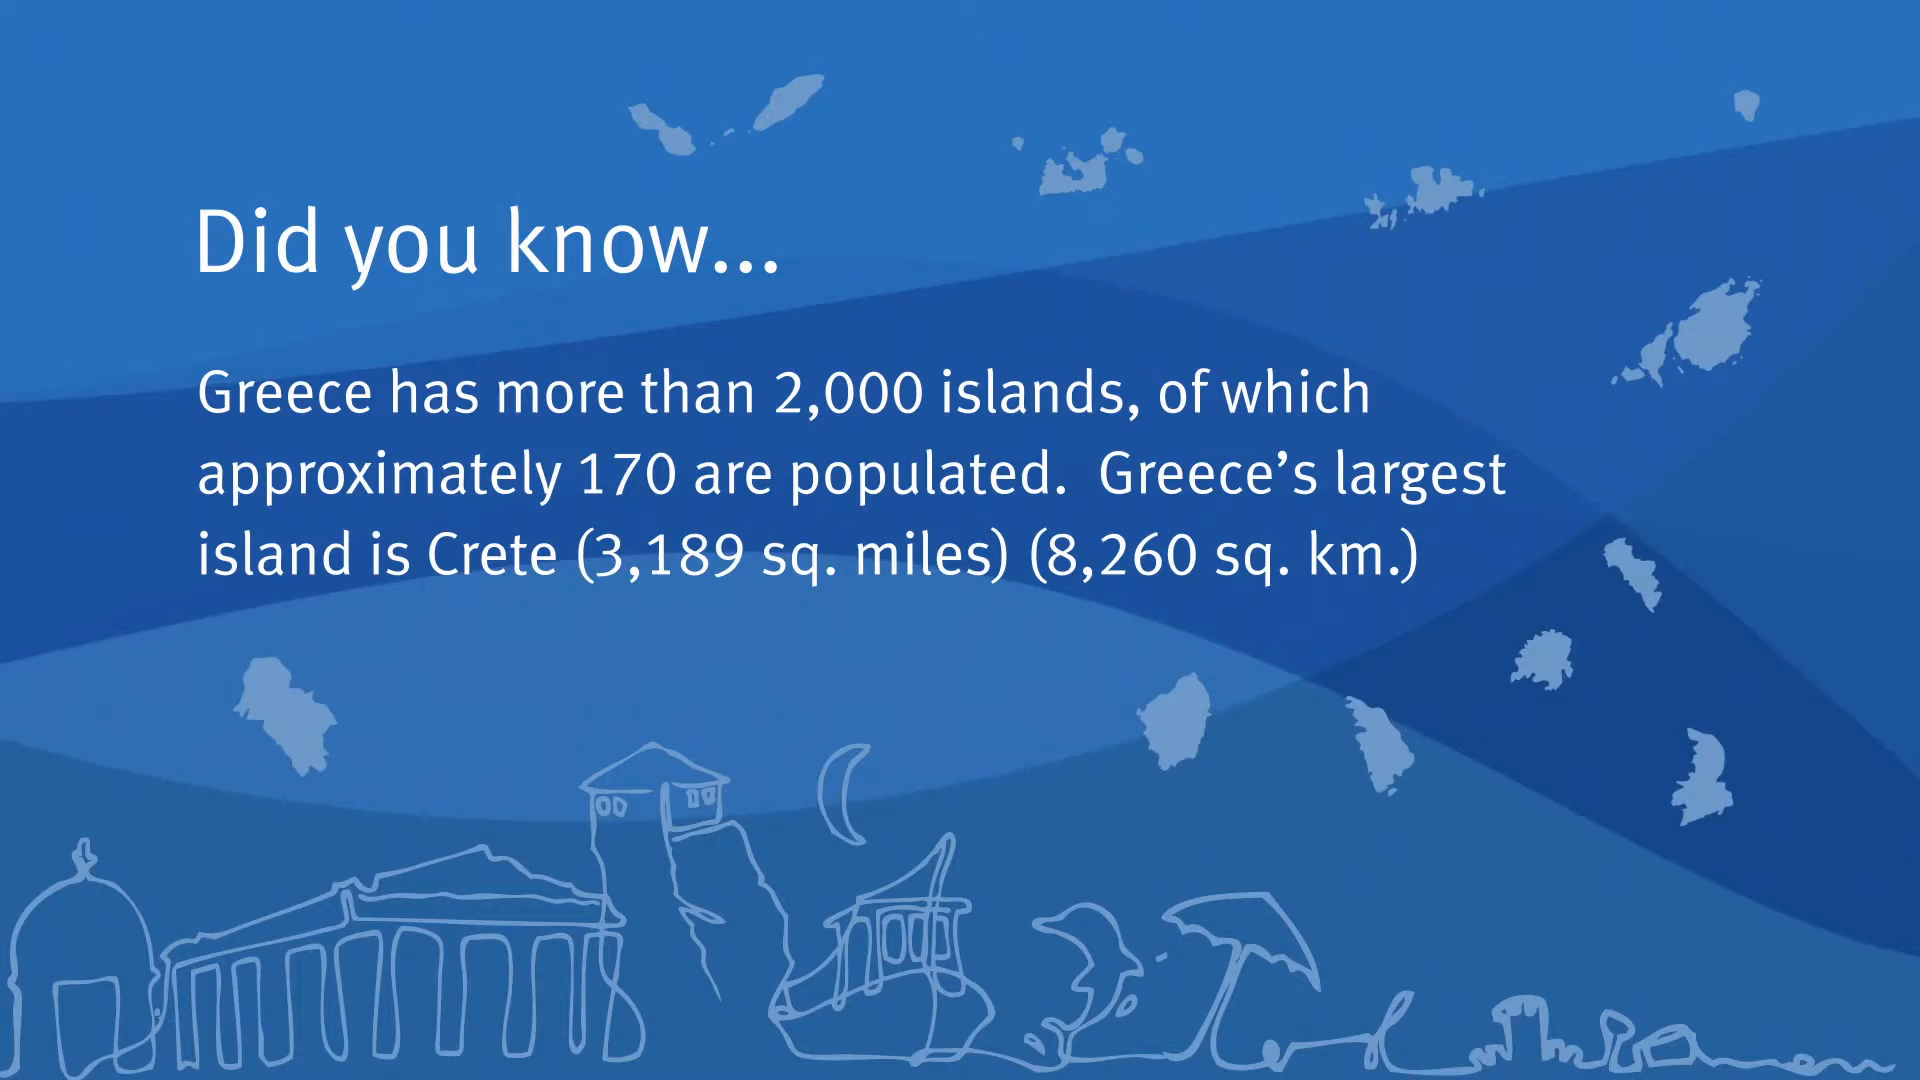 Did you know...
Greece has more than 2,000 islands, of which
approximately 170 are populated.  Greece’s largest
island is Crete (3,189 sq. miles) (8,260 sq. km.)